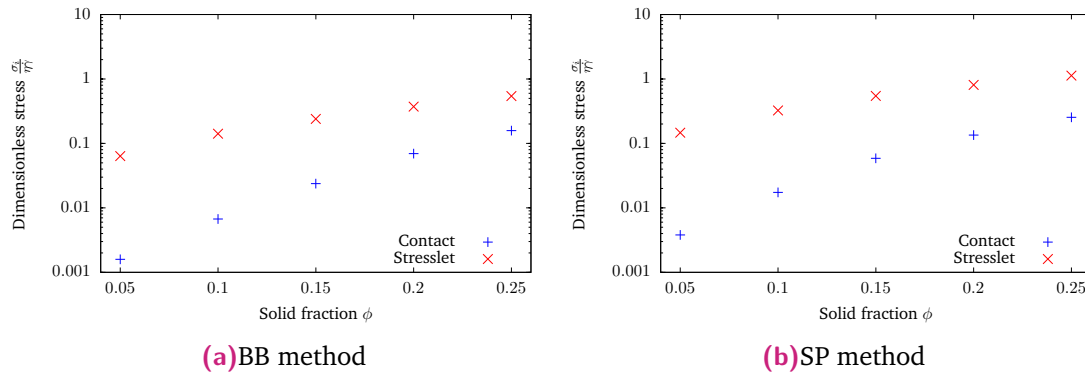 10
1
0.1
0.01
0.001
Dimensionless stress σᵢ/ηγ̇
Contact
Stresslet
0.05 0.1 0.15 0.2 0.25
Solid fraction ϕ
(a)BB method
10
1
0.1
0.01
0.001
Dimensionless stress
Contact
Stresslet
0.05 0.1 0.15 0.2 0.25
Solid fraction ϕ
(b)SP method